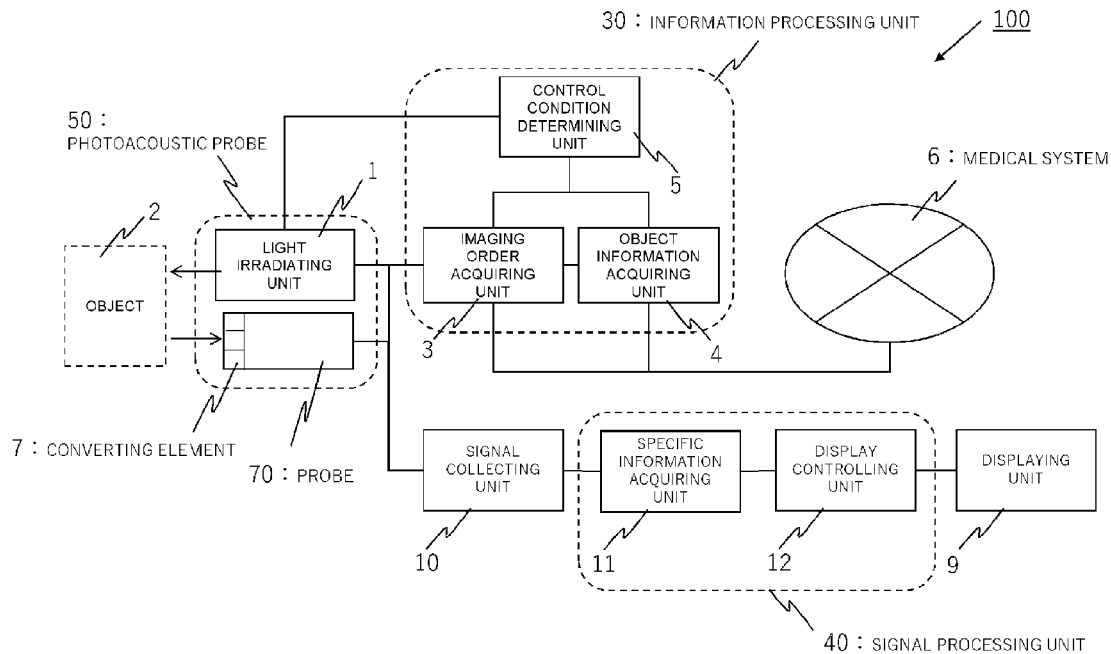 30 : INFORMATION PROCESSING UNIT
100
CONTROL
CONDITION
DETERMINING
UNIT
5
50 :
PHOTOACOUSTIC PROBE
1
6 : MEDICAL SYSTEM
2
OBJECT
LIGHT
IRRADIATING
UNIT
IMAGING
ORDER
ACQUIRING
UNIT
OBJECT
INFORMATION
ACQUIRING
UNIT
3
4
7 : CONVERTING ELEMENT
70 : PROBE
SIGNAL
COLLECTING
UNIT
SPECIFIC
INFORMATION
ACQUIRING
UNIT
DISPLAY
CONTROLLING
UNIT
DISPLAYING
UNIT
10
11
12
9
40 : SIGNAL PROCESSING UNIT